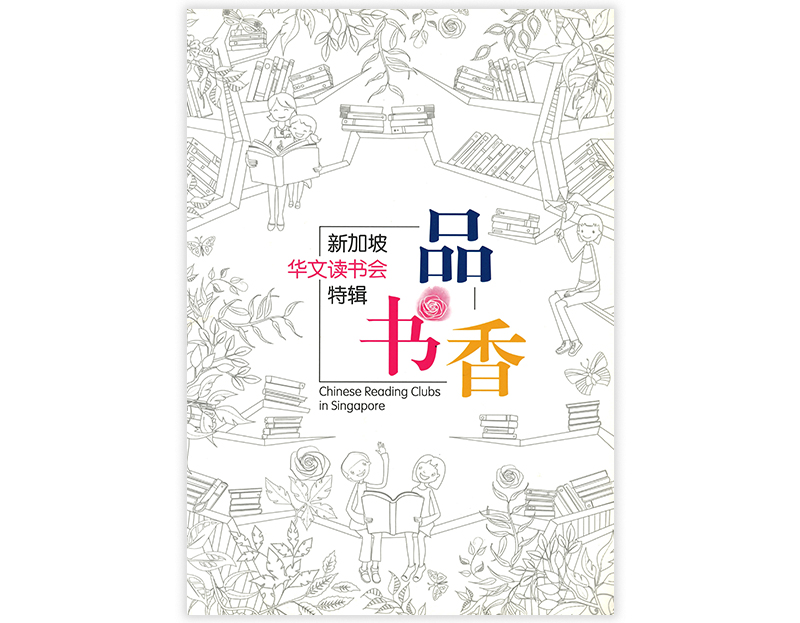 新加坡
华文读书会
特辑
品
书香
Chinese Reading Clubs
in Singapore